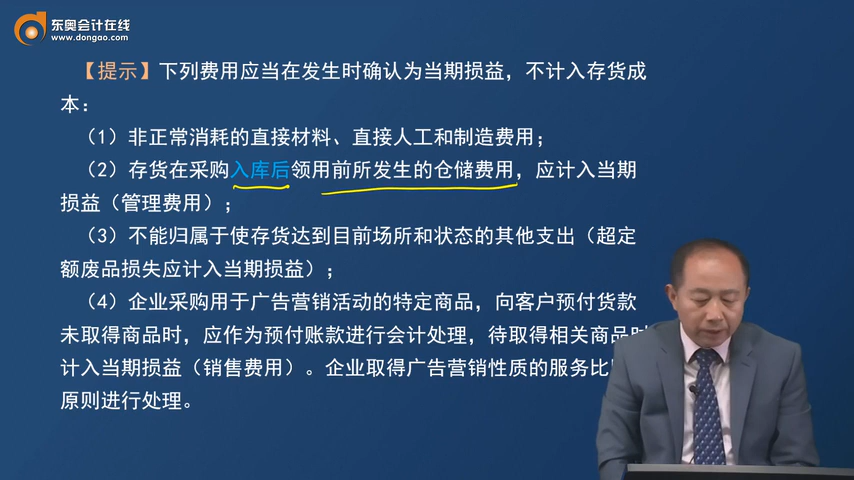 东奥会计在线
www.dongao.com
【提示】下列费用应当在发生时确认为当期损益，不计入存货成
本：
（1）非正常消耗的直接材料、直接人工和制造费用；
（2）存货在采购入库后领用前所发生的仓储费用，应计入当期
损益（管理费用）；
（3）不能归属于使存货达到目前场所和状态的其他支出（超定
额废品损失应计入当期损益）；
（4）企业采购用于广告营销活动的特定商品，向客户预付货款
未取得商品时，应作为预付账款进行会计处理，待取得相关商品时
计入当期损益（销售费用）。企业取得广告营销性质的服务比
原则进行处理。